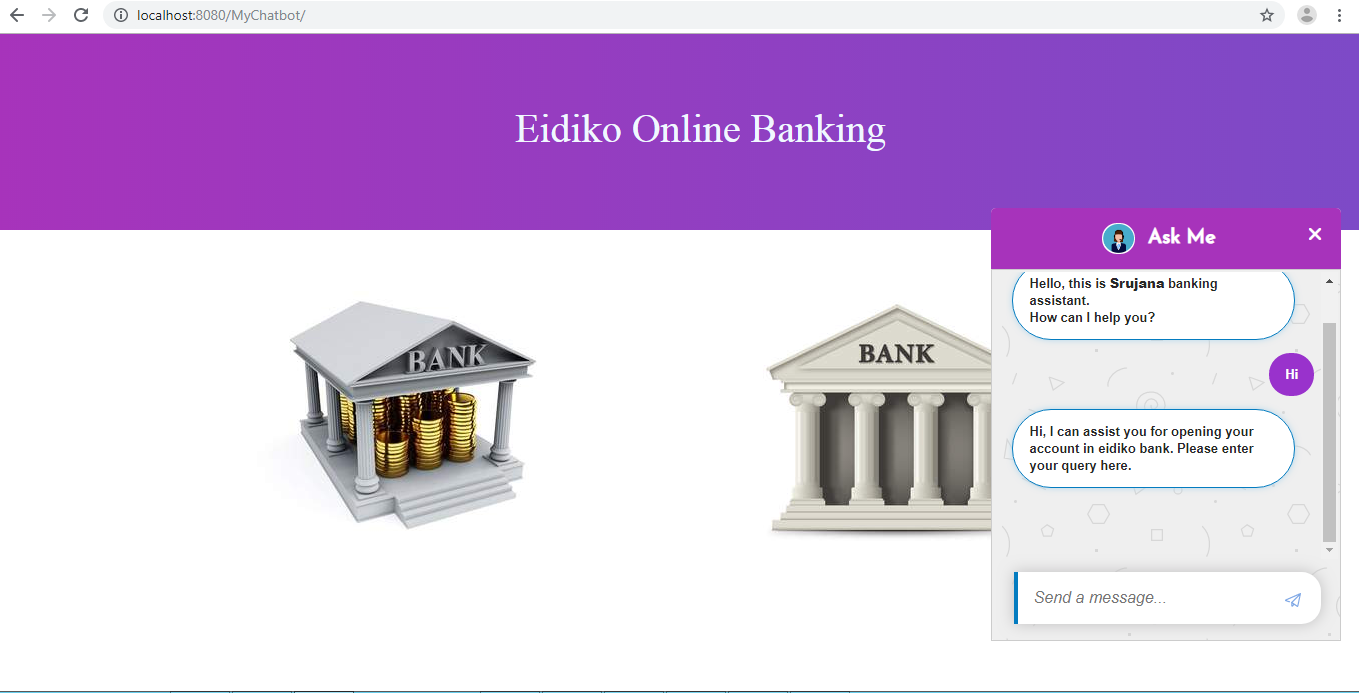 localhost:8080/MyChatbot/
Eidiko Online Banking
Ask Me
BANK
BANK
Hello, this is Srujana banking
assistant.
How can I help you?
Hi
Hi, I can assist you for opening your
account in eidiko bank. Please enter
your query here.
Send a message...